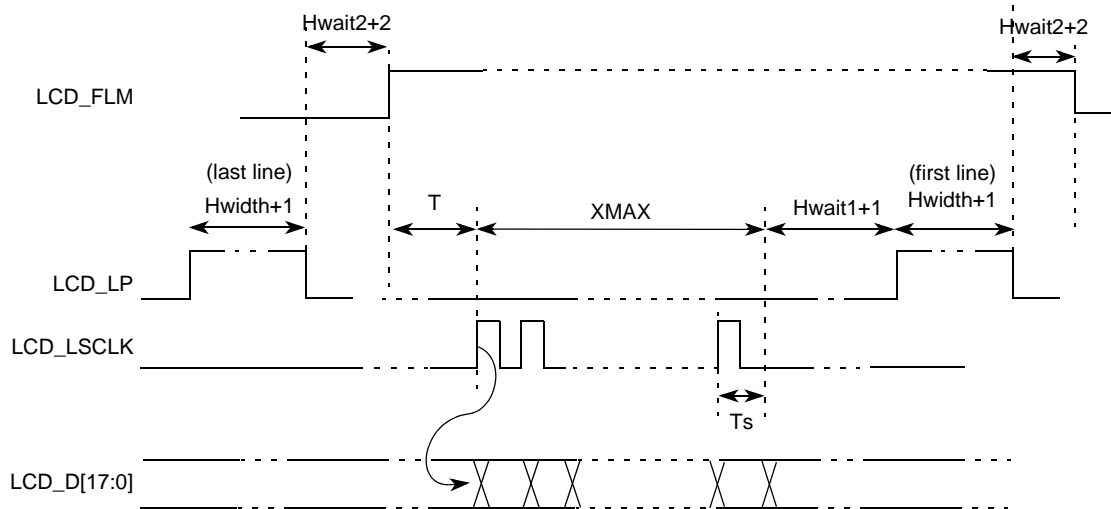 Hwait2+2
Hwait2+2
LCD_FLM
(last line)
Hwidth+1
T
XMAX
Hwait1+1
(first line)
Hwidth+1
LCD_LP
LCD_LSCLK
Ts
LCD_D[17:0]